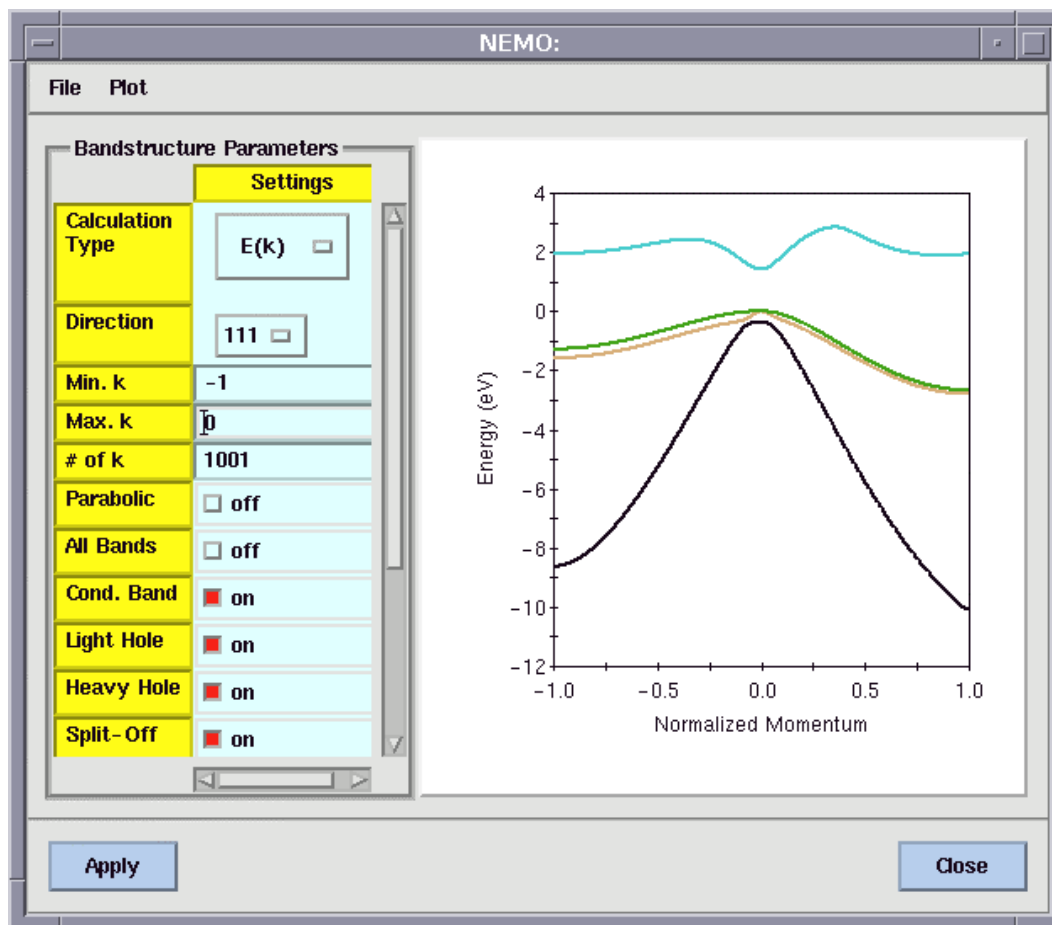 NEMO:
File Plot
Bandstructure Parameters
Settings
Calculation
Type
E(k)
Direction
111
Min. k
-1
Max. k
0
# of k
1001
Parabolic
off
All Bands
off
Cond. Band
on
Light Hole
on
Heavy Hole
on
Split-Off
on
4
2
0
-2
-4
-6
-8
-10
-12
Energy (eV)
-1.0 -0.5 0.0 0.5 1.0
Normalized Momentum
Apply
Close